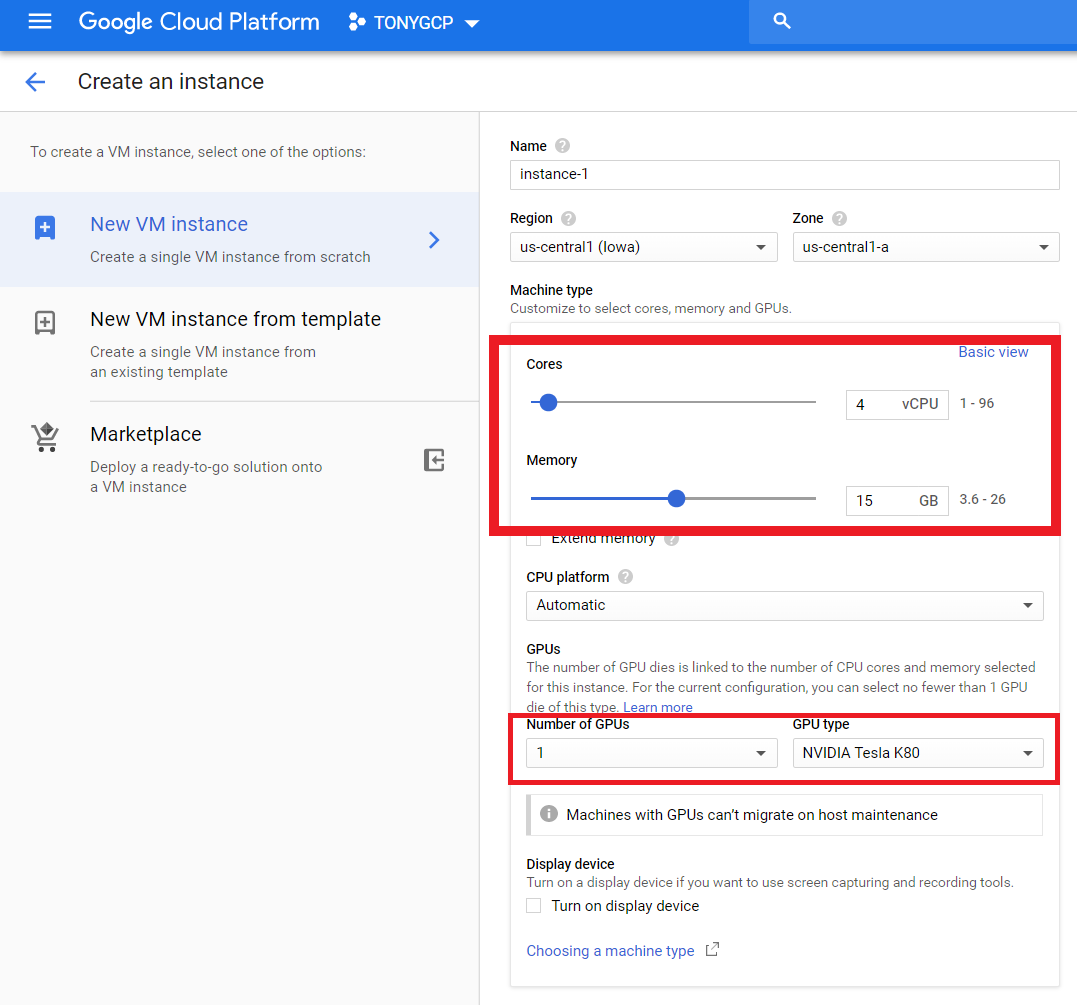 Google Cloud Platform TONYGCP
Create an instance
To create a VM instance, select one of the options:
New VM instance
Create a single VM instance from scratch
New VM instance from template
Create a single VM instance from
an existing template
Marketplace
Deploy a ready-to-go solution onto
a VM instance
Name
instance-1
Region Zone
us-central1 (Iowa) us-central1-a
Machine type
Customize to select cores, memory and GPUs.
Basic view
Cores
4 vCPU 1 - 96
Memory
15 GB 3.6 - 26
Extend memory
CPU platform
Automatic
GPUs
The number of GPU dies is linked to the number of CPU cores and memory selected
for this instance. For the current configuration, you can select no fewer than 1 GPU
die of this type. Learn more
Number of GPUs GPU type
1 NVIDIA Tesla K80
Machines with GPUs can't migrate on host maintenance
Display device
Turn on a display device if you want to use screen capturing and recording tools.
Turn on display device
Choosing a machine type